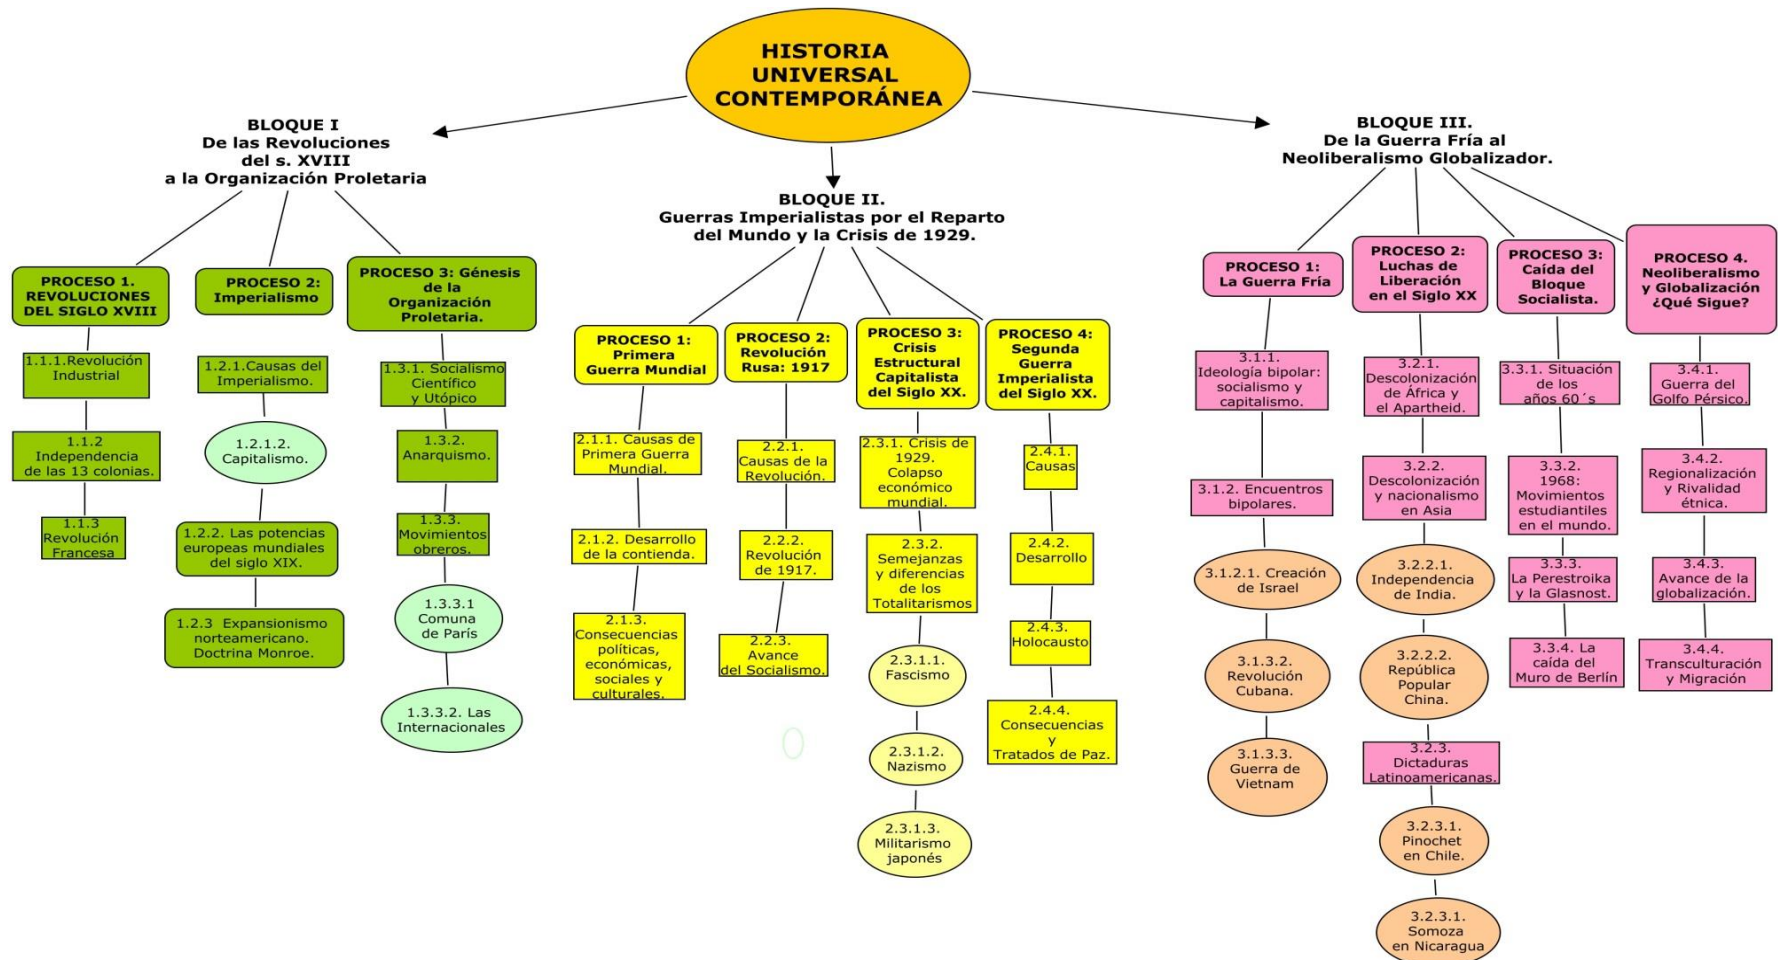 HISTORIA
UNIVERSAL
CONTEMPORÁNEA
BLOQUE I
De las Revoluciones
del s. XVIII
a la Organización Proletaria
PROCESO 1.
REVOLUCIONES
DEL SIGLO XVIII
1.1.1.Revolución
Industrial
1.1.2
Independencia
de las 13 colonias.
1.1.3
Revolución
Francesa
PROCESO 2:
Imperialismo
1.2.1.Causas del
Imperialismo.
1.2.1.2.
Capitalismo.
1.2.2. Las potencias
europeas mundiales
del siglo XIX.
1.2.3 Expansionismo
norteamericano.
Doctrina Monroe.
PROCESO 3: Génesis
de la
Organización
Proletaria.
1.3.1. Socialismo
Científico
y Utópico
1.3.2.
Anarquismo.
1.3.3.
Movimientos
obreros.
1.3.3.1
Comuna
de París
1.3.3.2. Las
Internacionales
BLOQUE II.
Guerras Imperialistas por el Reparto
del Mundo y la Crisis de 1929.
PROCESO 1:
Primera
Guerra Mundial
2.1.1. Causas de
Primera Guerra
Mundial.
2.1.2. Desarrollo
de la contienda.
2.1.3.
Consecuencias
políticas,
económicas,
sociales y
culturales.
PROCESO 2:
Revolución
Rusa: 1917
2.2.1.
Causas de la
Revolución.
2.2.2.
Revolución
de 1917.
2.2.3.
Avance
del Socialismo.
PROCESO 3:
Crisis
Estructural
Capitalista
del Siglo XX.
2.3.1. Crisis de
1929.
Colapso
económico
mundial.
2.3.2.
Semejanzas
y diferencias
de los
Totalitarismos
2.3.1.1.
Fascismo
2.3.1.2.
Nazismo
2.3.1.3.
Militarismo
japonés
PROCESO 4:
Segunda
Guerra
Imperialista
del Siglo XX.
2.4.1.
Causas
2.4.2.
Desarrollo
2.4.3.
Holocausto
2.4.4.
Consecuencias
y
Tratados de Paz.
BLOQUE III.
De la Guerra Fría al
Neoliberalismo Globalizador.
PROCESO 1:
La Guerra Fría
3.1.1.
Ideología bipolar:
socialismo y
capitalismo.
3.1.2. Encuentros
bipolares.
3.1.2.1. Creación
de Israel
3.1.3.2.
Revolución
Cubana.
3.1.3.3.
Guerra de
Vietnam
PROCESO 2:
Luchas de
Liberación
en el Siglo XX
3.2.1.
Descolonización
de África y
el Apartheid.
3.2.2.
Descolonización
y nacionalismo
en Asia
3.2.2.1.
Independencia
de India.
3.2.2.2.
República
Popular
China.
3.2.3.
Dictaduras
Latinoamericanas.
3.2.3.1.
Pinochet
en Chile.
3.2.3.1.
Somoza
en Nicaragua
PROCESO 3:
Caída del
Bloque
Socialista.
3.3.1. Situación
de los
años 60´s
3.3.2.
1968:
Movimientos
estudiantiles
en el mundo.
3.3.3.
La Perestroika
y la Glasnost.
3.3.4. La
caída del
Muro de Berlín
PROCESO 4.
Neoliberalismo
y Globalización
¿Qué Sigue?
3.4.1.
Guerra del
Golfo Pérsico.
3.4.2.
Regionalización
y Rivalidad
étnica.
3.4.3.
Avance de la
globalización.
3.4.4.
Transculturación
y Migración